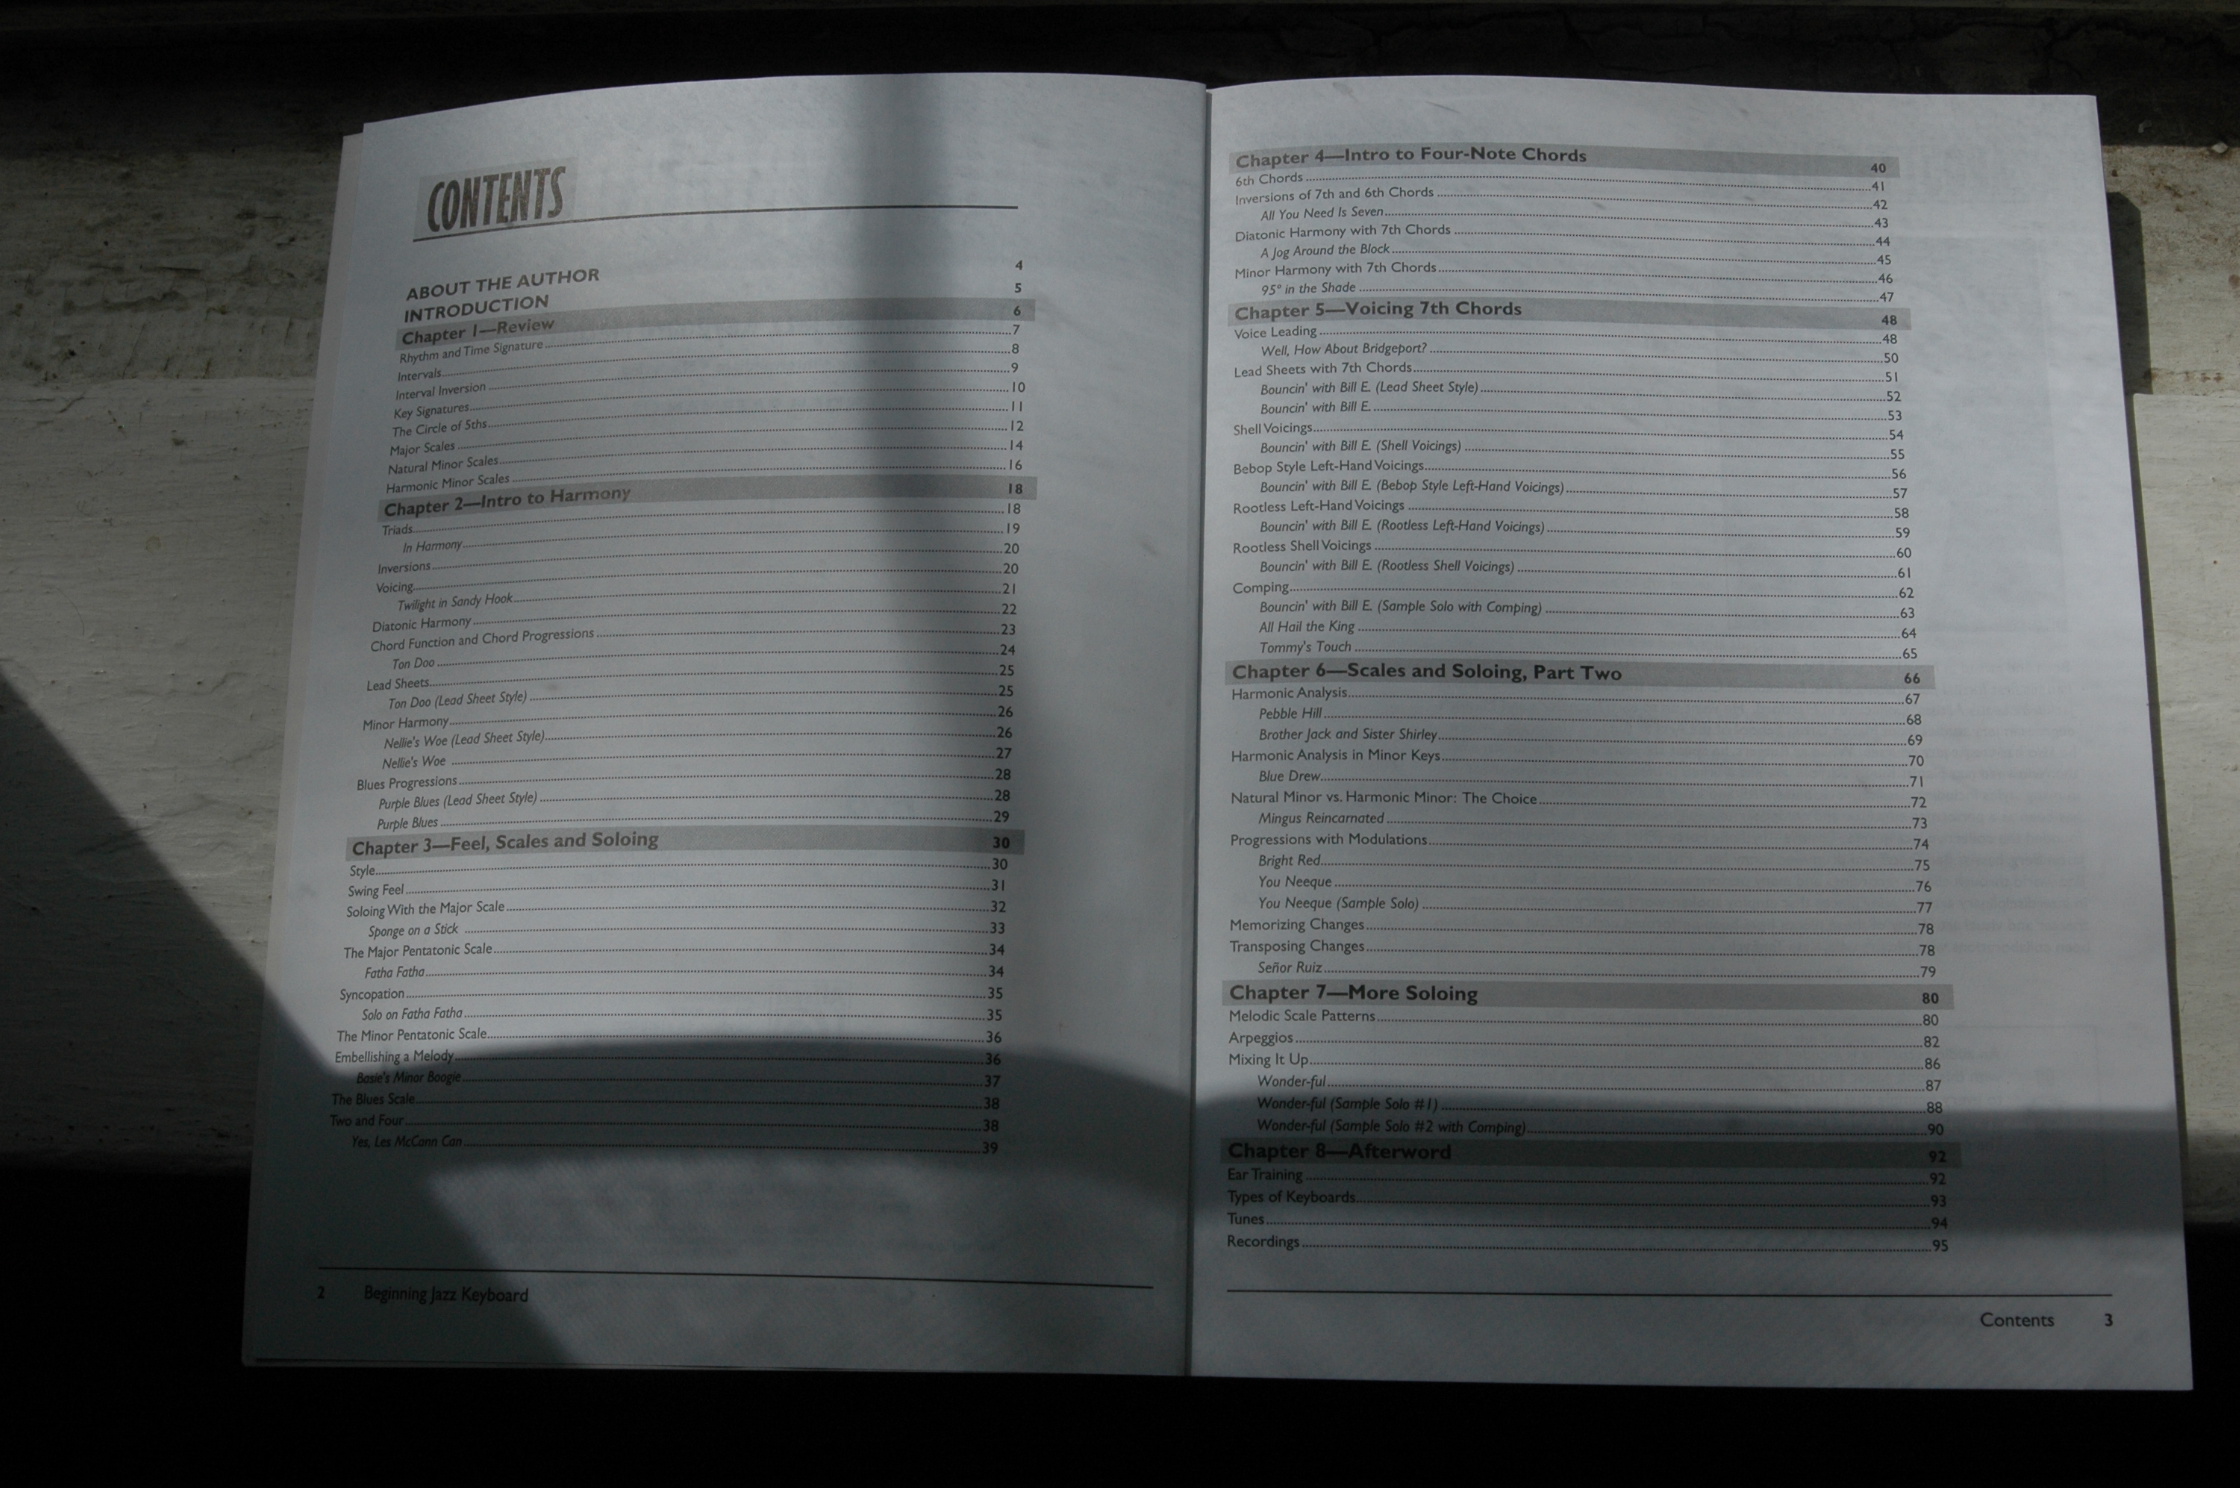 CONTENTS
ABOUT THE AUTHOR 4
INTRODUCTION 5
Chapter 1—Review 6
Rhythm and Time Signature 7
Intervals 8
Interval Inversion 9
Key Signatures 10
The Circle of 5ths 11
Major Scales 12
Natural Minor Scales 14
Harmonic Minor Scales 16
Chapter 2—Intro to Harmony 18
Triads 18
In Harmony 19
Inversions 20
Voicing 20
Twilight in Sandy Hook 21
Diatonic Harmony 22
Chord Function and Chord Progressions 23
Ton Doo 24
Lead Sheets 25
Ton Doo (Lead Sheet Style) 25
Minor Harmony 26
Nellie's Woe (Lead Sheet Style) 26
Nellie's Woe 27
Blues Progressions 28
Purple Blues (Lead Sheet Style) 28
Purple Blues 29
Chapter 3—Feel, Scales and Soloing 30
Style 30
Swing Feel 31
Soloing With the Major Scale 32
Sponge on a Stick 33
The Major Pentatonic Scale 34
Fatha Fatha 34
Syncopation 35
Solo on Fatha Fatha 35
The Minor Pentatonic Scale 36
Embellishing a Melody 36
Basie's Minor Boogie 37
The Blues Scale 38
Two and Four 38
Yes, Les McCann Can 39
2 Beginning Jazz Keyboard
Chapter 4—Intro to Four-Note Chords 40
6th Chords 41
Inversions of 7th and 6th Chords 42
All You Need Is Seven 43
Diatonic Harmony with 7th Chords 44
A Jog Around the Block 45
Minor Harmony with 7th Chords 46
95° in the Shade 47
Chapter 5—Voicing 7th Chords 48
Voice Leading 48
Well, How About Bridgeport? 50
Lead Sheets with 7th Chords 51
Bouncin' with Bill E. (Lead Sheet Style) 52
Bouncin' with Bill E. 53
Shell Voicings 54
Bouncin' with Bill E. (Shell Voicings) 55
Bebop Style Left-Hand Voicings 56
Bouncin' with Bill E. (Bebop Style Left-Hand Voicings) 57
Rootless Left-Hand Voicings 58
Bouncin' with Bill E. (Rootless Left-Hand Voicings) 59
Rootless Shell Voicings 60
Bouncin' with Bill E. (Rootless Shell Voicings) 61
Comping 62
Bouncin' with Bill E. (Sample Solo with Comping) 63
All Hail the King 64
Tommy's Touch 65
Chapter 6—Scales and Soloing, Part Two 66
Harmonic Analysis 67
Pebble Hill 68
Brother Jack and Sister Shirley 69
Harmonic Analysis in Minor Keys 70
Blue Drew 71
Natural Minor vs. Harmonic Minor: The Choice 72
Mingus Reincarnated 73
Progressions with Modulations 74
Bright Red 75
You Neeque 76
You Neeque (Sample Solo) 77
Memorizing Changes 78
Transposing Changes 78
Señor Ruiz 79
Chapter 7—More Soloing 80
Melodic Scale Patterns 80
Arpeggios 82
Mixing It Up 86
Wonder-ful 87
Wonder-ful (Sample Solo #1) 88
Wonder-ful (Sample Solo #2 with Comping) 90
Chapter 8—Afterword 92
Ear Training 92
Types of Keyboards 93
Tunes 94
Recordings 95
Contents 3